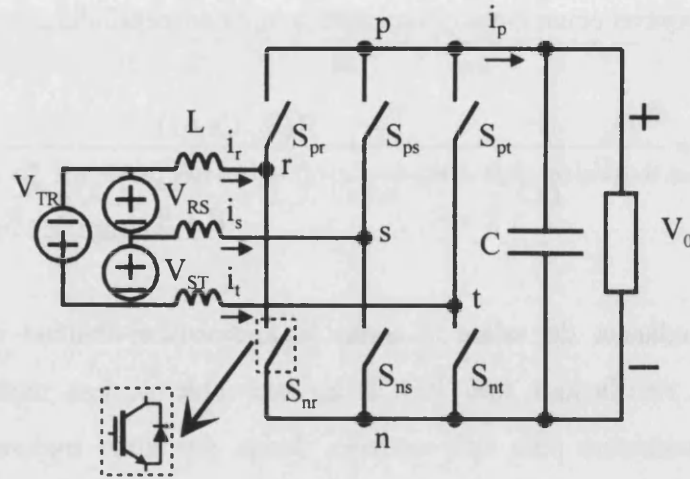 p
i_p
L
i_r
S_pr
S_ps
S_pt
r
+
V_TR
V_RS
i_s
s
C
V_0
V_ST
i_t
t
S_nr
S_ns
S_nt
−
n